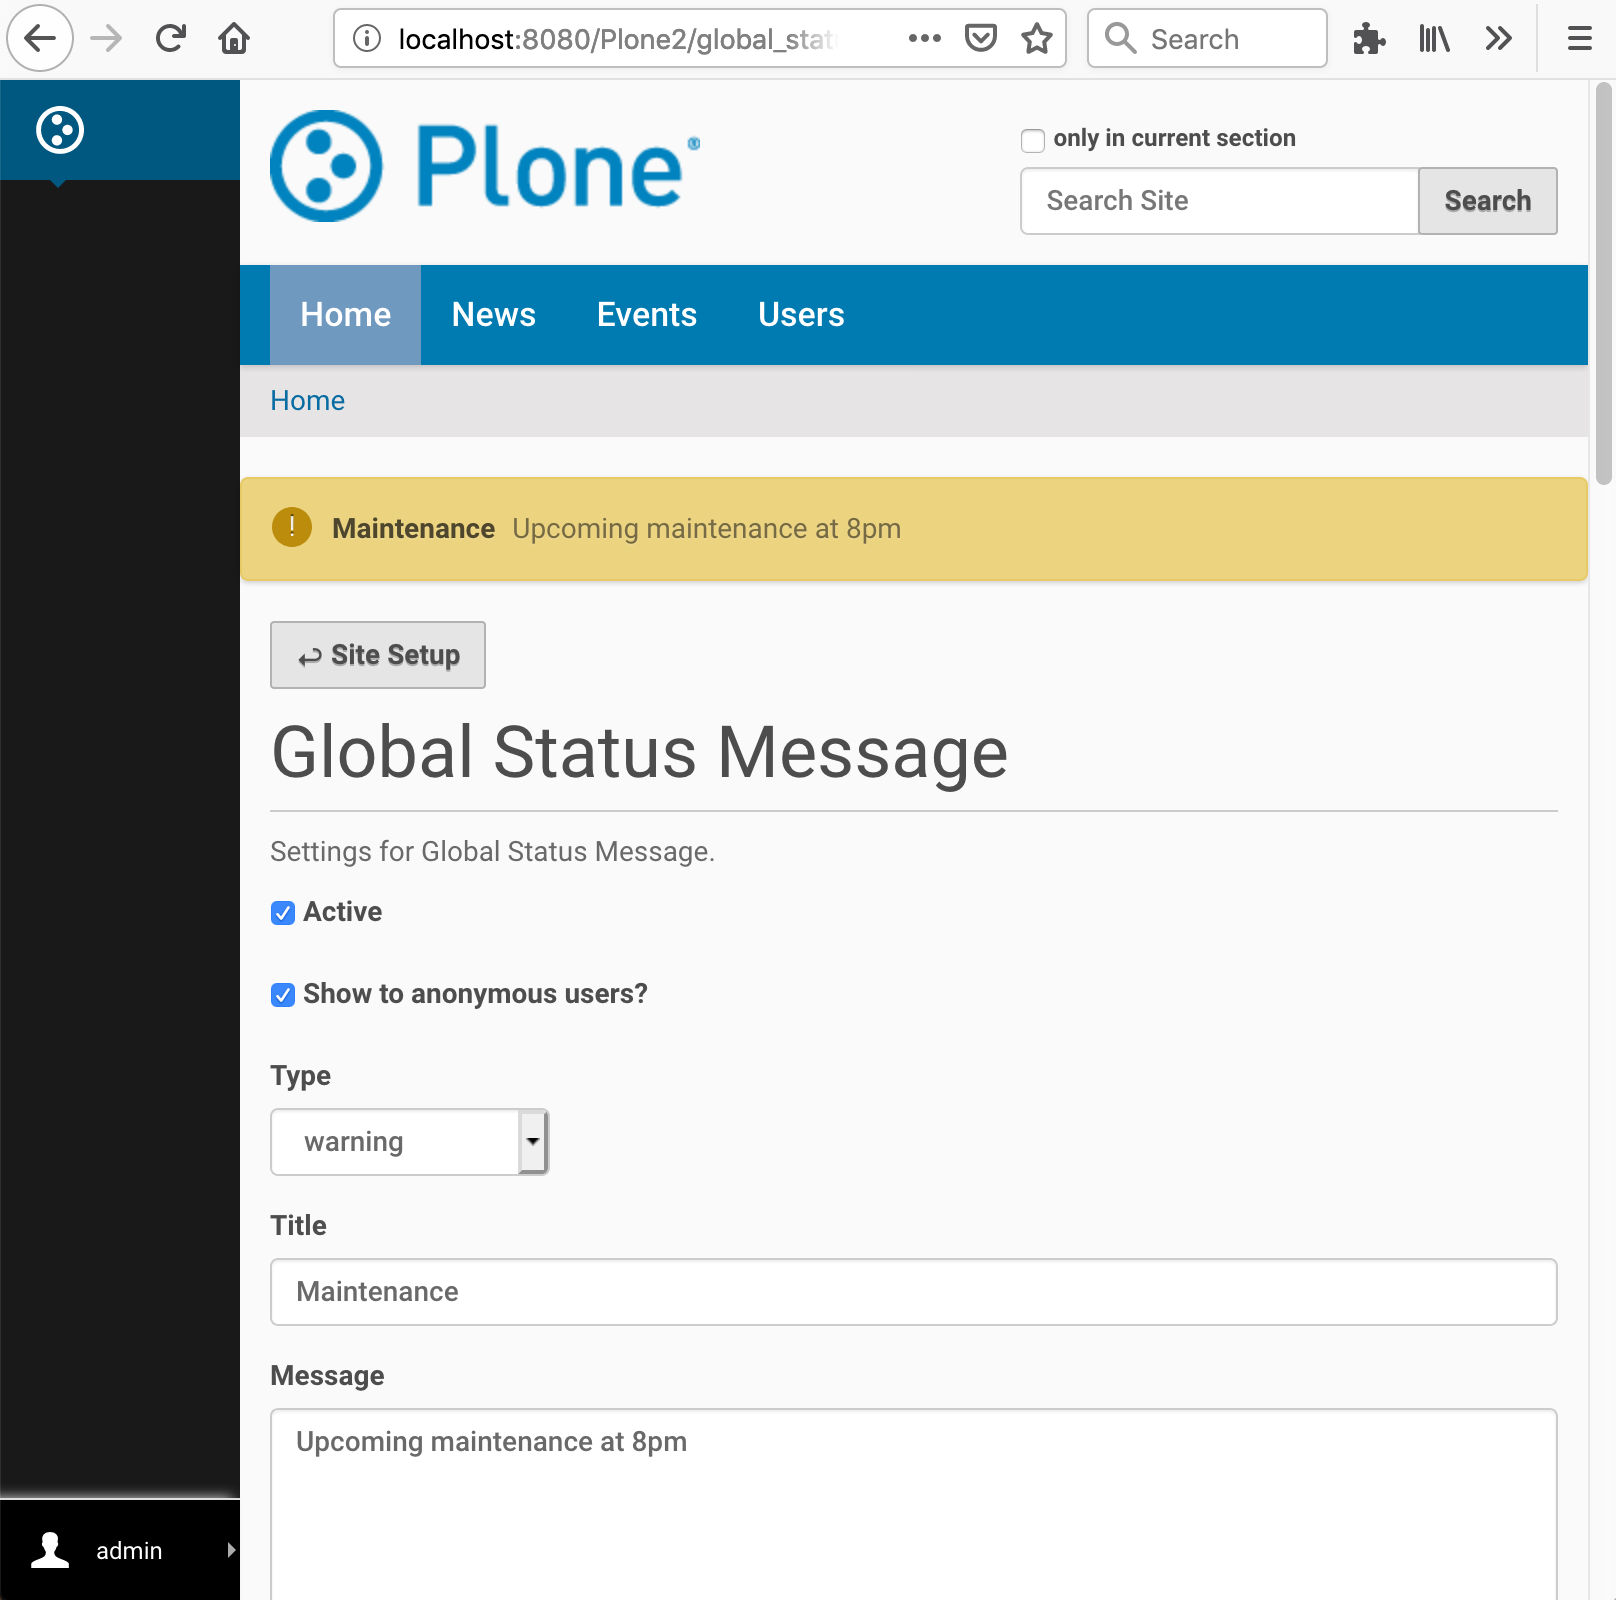 localhost:8080/Plone2/global_stat
Search
Plone®
only in current section
Search Site
Search
Home
News
Events
Users
Home
Maintenance Upcoming maintenance at 8pm
Site Setup
Global Status Message
Settings for Global Status Message.
Active
Show to anonymous users?
Type
warning
Title
Maintenance
Message
Upcoming maintenance at 8pm
admin